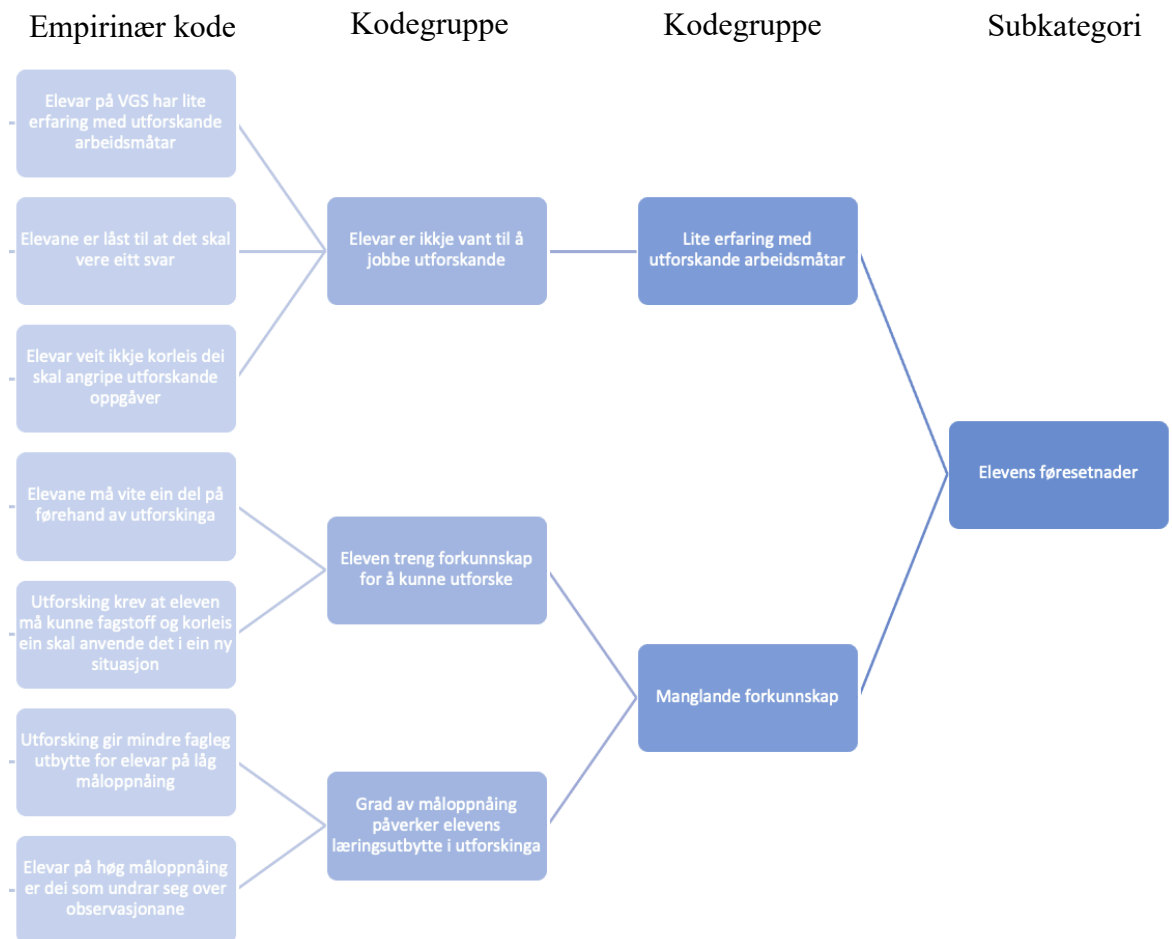 Empirinær kode
Kodegruppe
Kodegruppe
Subkategori
Elevar på VGS har lite
erfaring med utforskande
arbeidsmåtar
Elevane er låst til at det skal
vere eitt svar
Elevar veit ikkje korleis dei
skal angripe utforskande
oppgåver
Elevane må vite ein del på
førehand av utforskinga
Utforsking krev at eleven
må kunne fagstoff og korleis
ein skal anvende det i ein ny
situasjon
Utforsking gir mindre fagleg
utbytte for elevar på låg
måloppnåing
Elevar på høg måloppnåing
er dei som undrar seg over
observasjonane
Elevar er ikkje vant til å
jobbe utforskande
Eleven treng forkunnskap
for å kunne utforske
Grad av måloppnåing
påverker elevens
læringsutbytte i utforskinga
Lite erfaring med
utforskande arbeidsmåtar
Manglande forkunnskap
Elevens føresetnader